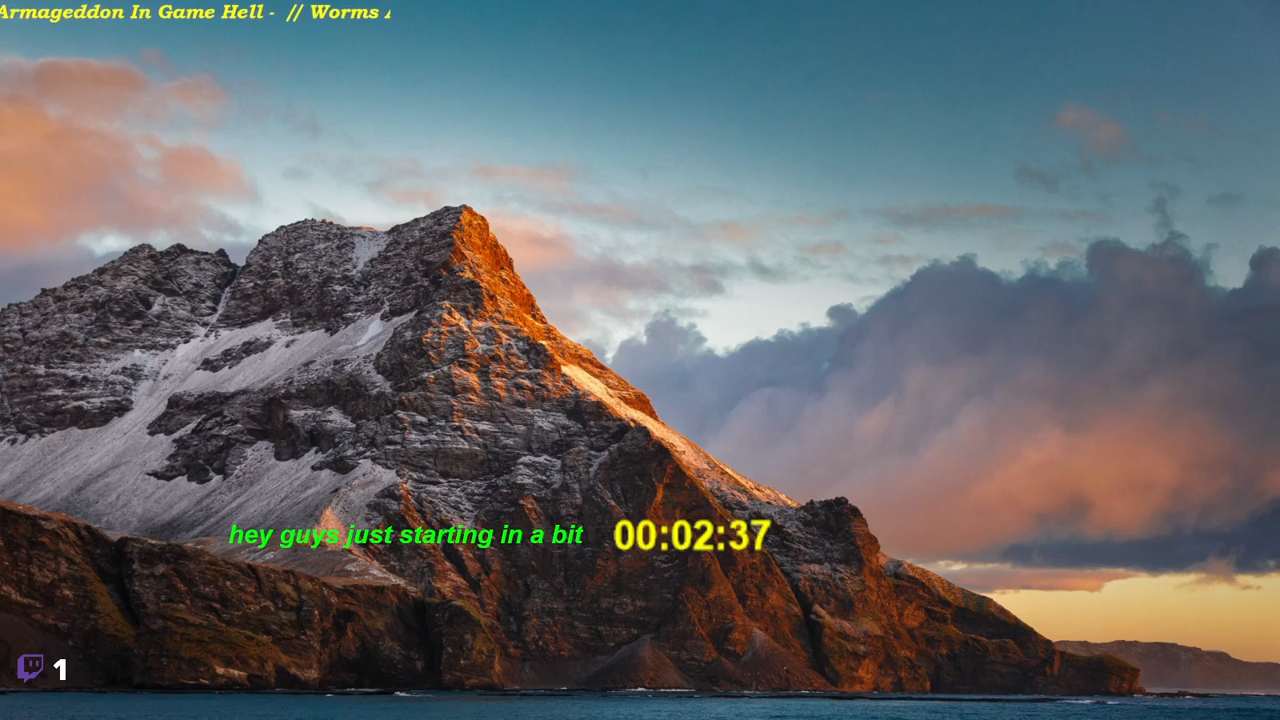 Armageddon In Game Hell - // Worms
hey guys just starting in a bit
00:02:37
1